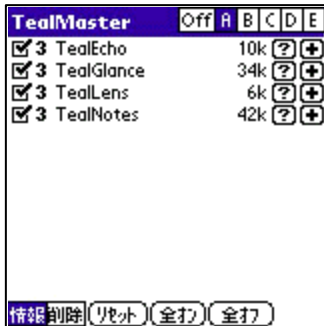 TealMaster Off A B C D E
3 TealEcho 10k ? +
3 TealGlance 34k ? +
3 TealLens 6k ? +
3 TealNotes 42k ? +
情報 削除 リセット 全オン 全オフ